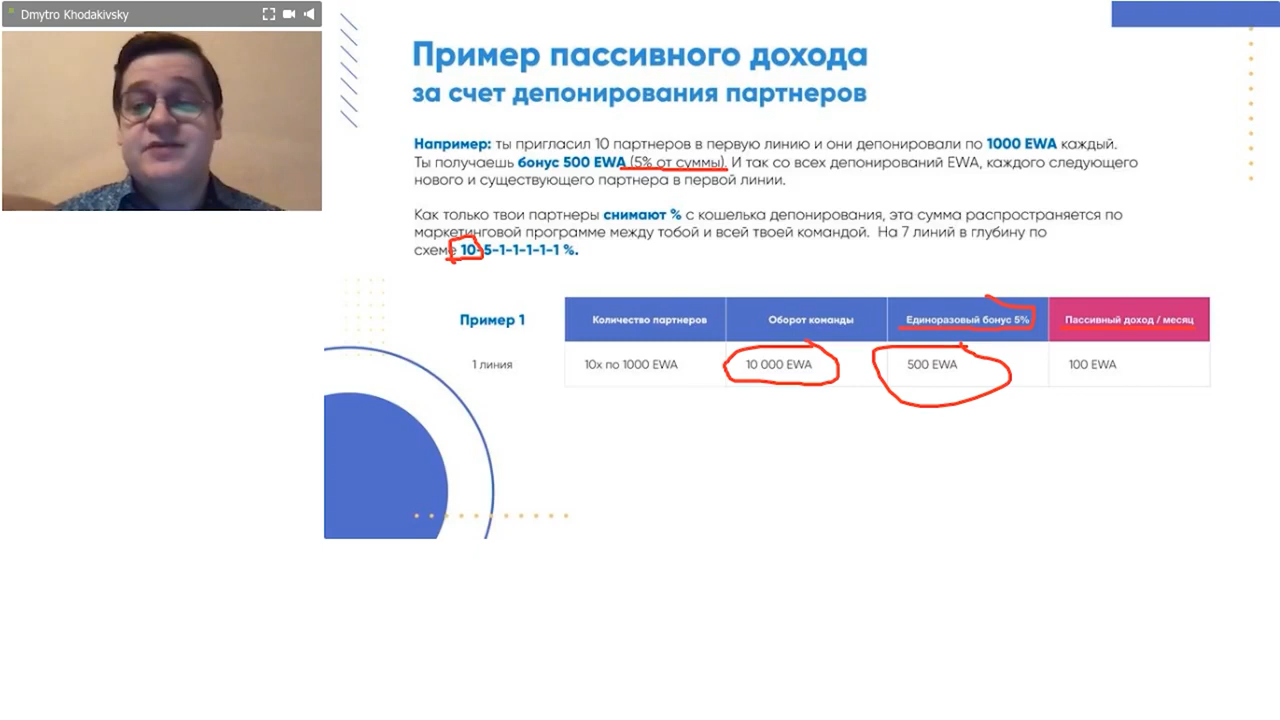 Dmytro Khodakivsky
Пример пассивного дохода
за счет депонирования партнеров
Например: ты пригласил 10 партнеров в первую линию и они депонировали по 1000 EWA каждый.
Ты получаешь бонус 500 EWA (5% от суммы). И так со всех депонирований EWA, каждого следующего
нового и существующего партнера в первой линии.
Как только твои партнеры снимают % с кошелька депонирования, эта сумма распространяется по
маркетинговой программе между тобой и всей твоей командой. На 7 линий в глубину по
схеме 10-5-1-1-1-1-1 %.
Пример 1
Количество партнеров
Оборот команды
Единоразовый бонус 5%
Пассивный доход / месяц
1 линия
10x по 1000 EWA
10 000 EWA
500 EWA
100 EWA